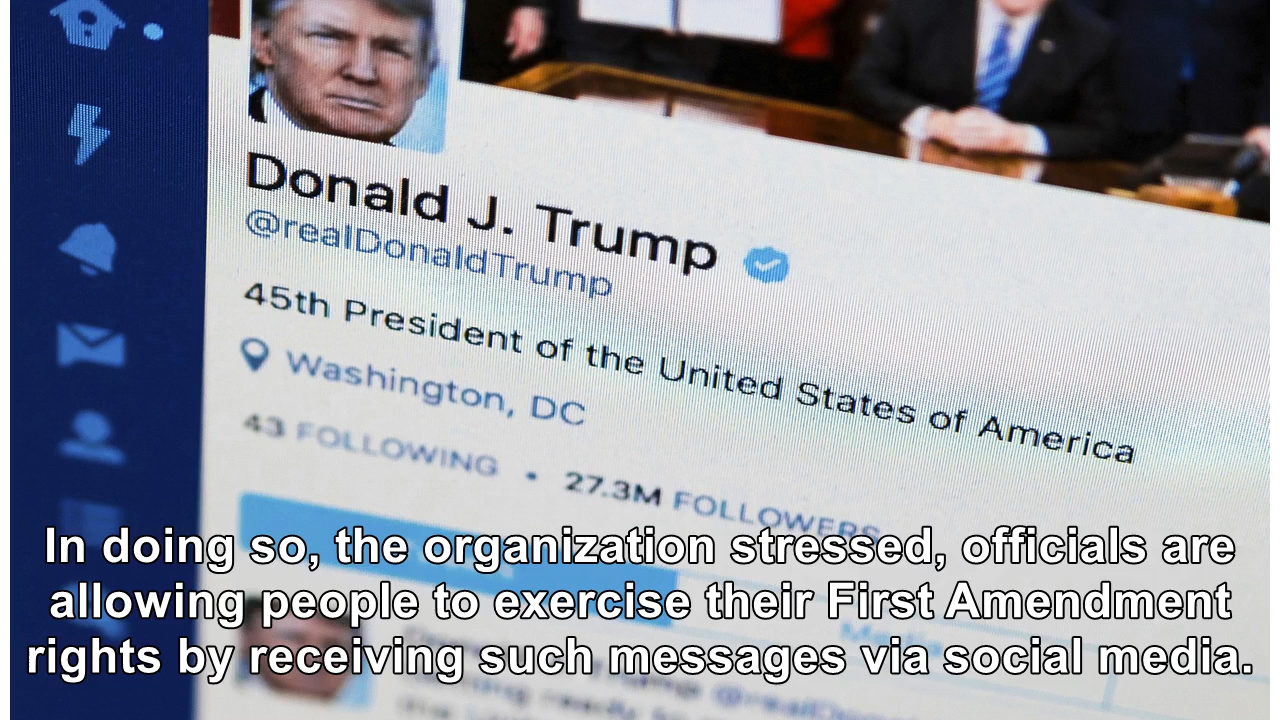 Donald J. Trump
@realDonaldTrump
45th President of the United States of America
Washington, DC
43 FOLLOWING • 27.3M FOLLOWERS
In doing so, the organization stressed, officials are
allowing people to exercise their First Amendment
rights by receiving such messages via social media.